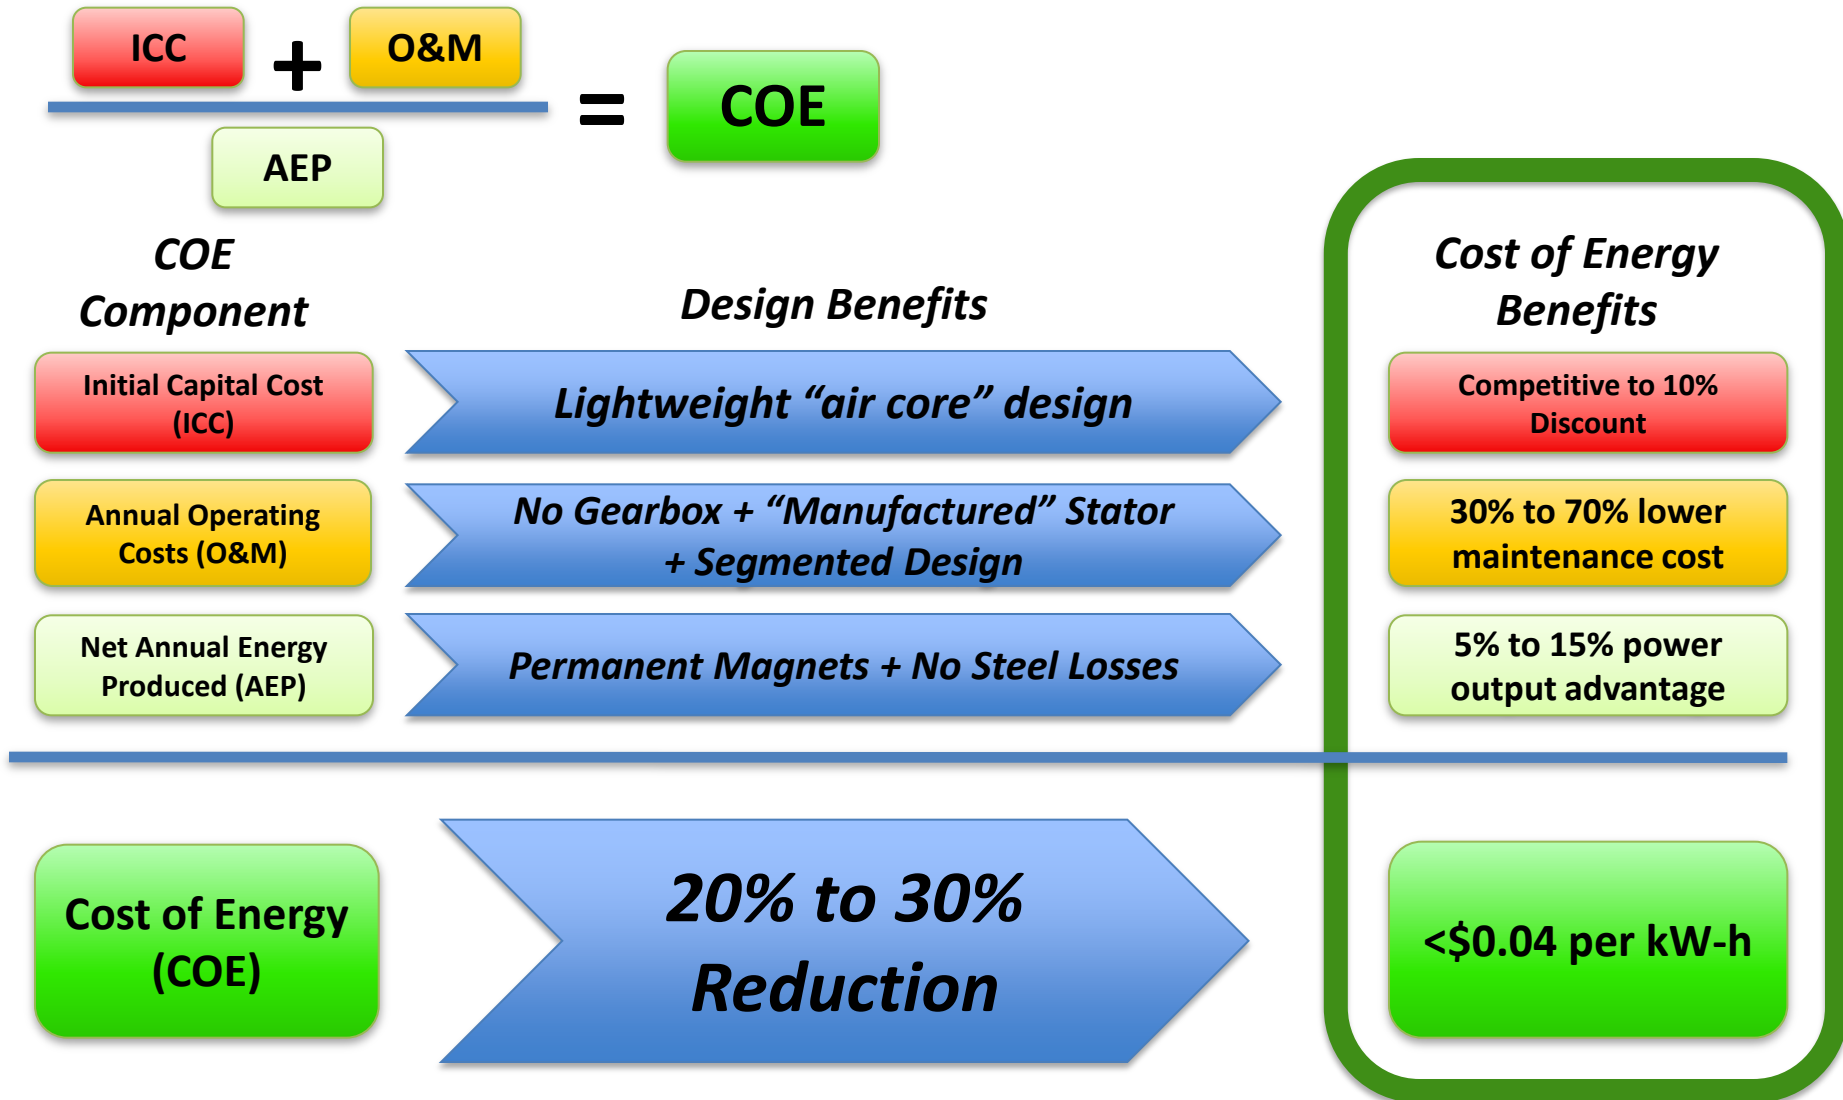 ICC + O&M
= COE
AEP
COE
Component
Design Benefits
Cost of Energy
Benefits
Initial Capital Cost
(ICC)
Lightweight “air core” design
Competitive to 10%
Discount
Annual Operating
Costs (O&M)
No Gearbox + “Manufactured” Stator
+ Segmented Design
30% to 70% lower
maintenance cost
Net Annual Energy
Produced (AEP)
Permanent Magnets + No Steel Losses
5% to 15% power
output advantage
Cost of Energy
(COE)
20% to 30%
Reduction
<$0.04 per kW-h